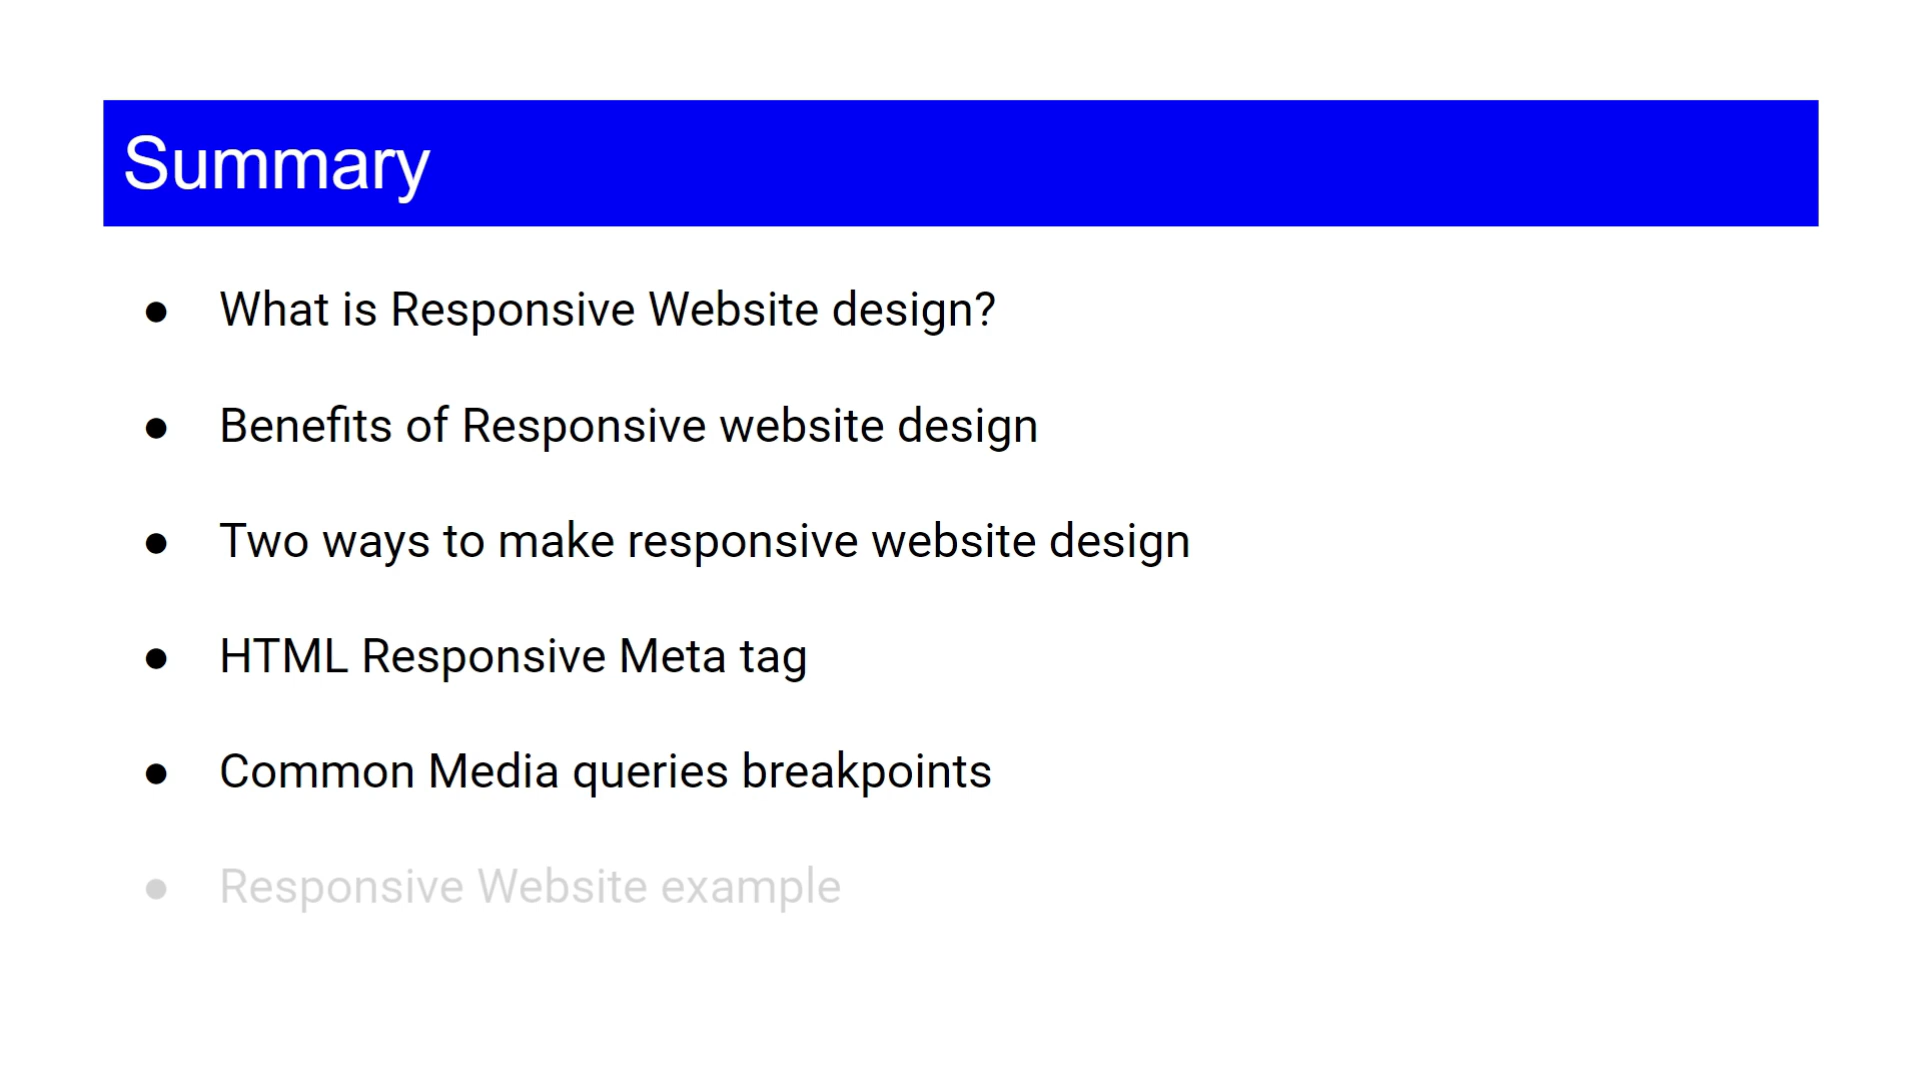 Summary
● What is Responsive Website design?
● Benefits of Responsive website design
● Two ways to make responsive website design
● HTML Responsive Meta tag
● Common Media queries breakpoints
● Responsive Website example